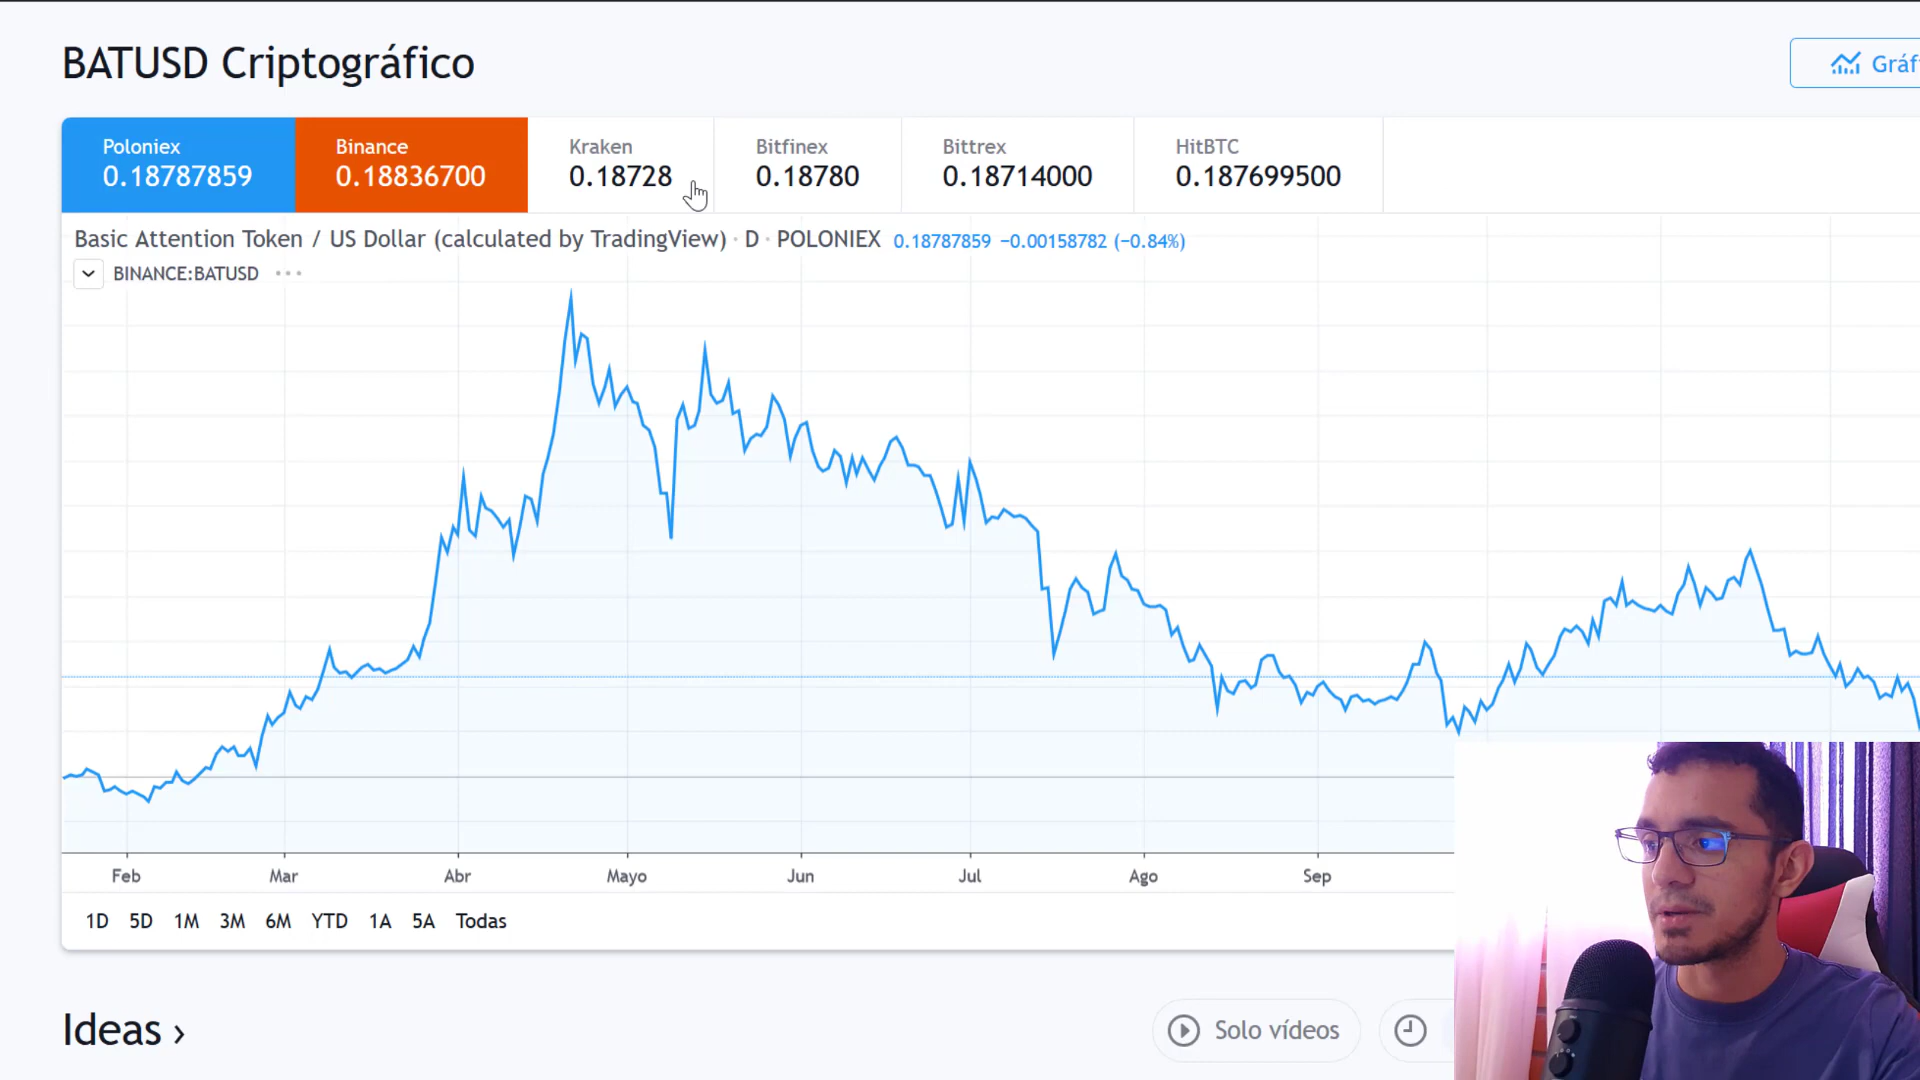 BATUSD Criptográfico
Gráf
Poloniex
0.18787859
Binance
0.18836700
Kraken
0.18728
Bitfinex
0.18780
Bittrex
0.18714000
HitBTC
0.187699500
Basic Attention Token / US Dollar (calculated by TradingView) · D · POLONIEX 0.18787859 −0.00158782 (−0.84%)
BINANCE:BATUSD
Feb Mar Abr Mayo Jun Jul Ago Sep
1D 5D 1M 3M 6M YTD 1A 5A Todas
Ideas ›
Solo vídeos